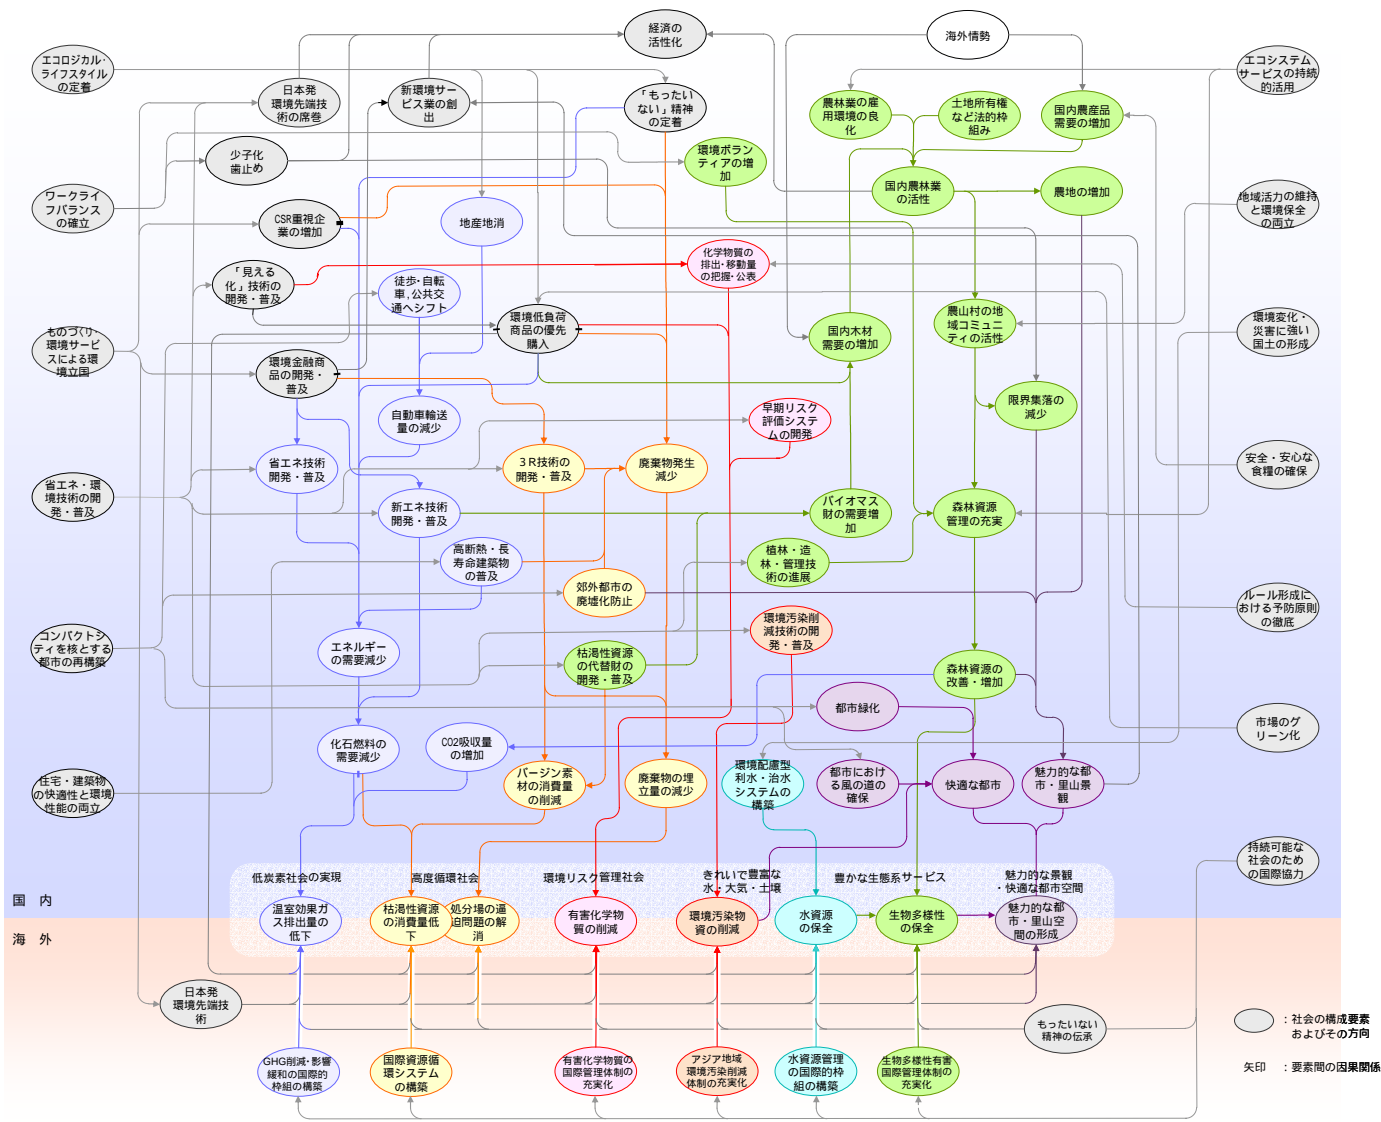 経済の
活性化
海外情勢
エコロジカル・
ライフスタイル
の定着
日本発
環境先端技
術の席巻
新環境サー
ビス業の創
出
「もったい
ない」精神
の定着
農林業の雇
用環境の良
化
土地所有権
など法的枠
組み
国内農産品
需要の増加
エコシステム
サービスの持続
的活用
少子化
歯止め
環境ボラン
ティアの増
加
国内農林業
の活性
農地の増加
ワークライ
フバランス
の確立
CSR重視企
業の増加
地産地消
地域活力の維持
と環境保全
の両立
「見える
化」技術の
開発・普及
徒歩・自転
車,公共交
通へシフト
化学物質の
排出・移動量
の把握・公表
環境低負荷
商品の優先
購入
国内木材
需要の増加
農山村の地
域コミュニ
ティの活性
環境変化・
災害に強い
国土の形成
ものづくり・
環境サービ
スによる環
境立国
環境金融商
品の開発・
普及
自動車輸送
量の減少
早期リスク
評価システ
ムの開発
限界集落の
減少
省エネ技術
開発・普及
3R技術の
開発・普及
廃棄物発生
減少
安全・安心な
食糧の確保
省エネ・環
境技術の開
発・普及
新エネ技術
開発・普及
バイオマス
財の需要増
加
森林資源
管理の充実
高断熱・長
寿命建築物
の普及
植林・造
林・管理技
術の進展
郊外都市の
廃墟化防止
ルール形成に
おける予防原則
の徹底
コンパクトシ
ティを核とする
都市の再構築
エネルギー
の需要減少
枯渇性資源
の代替財の
開発・普及
環境汚染削
減技術の開
発・普及
森林資源の
改善・増加
都市緑化
市場のグ
リーン化
化石燃料の
需要減少
CO2吸収量
の増加
バージン素
材の消費量
の削減
廃棄物の埋
立量の減少
環境配慮型
利水・治水
システムの
構築
都市におけ
る風の道の
確保
快適な都市
魅力的な都
市・里山景
観
住宅・建築物
の快適性と環境
性能の両立
持続可能な
社会のため
の国際協力
低炭素社会の実現
高度循環社会
環境リスク管理社会
きれいで豊富な
水・大気・土壌
豊かな生態系サービス
魅力的な景観
・快適な都市空間
国 内
温室効果ガ
ス排出量の
低下
枯渇性資源
の消費量低
下
処分場の逼
迫問題の解
消
有害化学物
質の削減
環境汚染物
資の削減
水資源
の保全
生物多様性
の保全
魅力的な都
市・里山空
間の形成
海 外
日本発
環境先端技
術
もったいない
精神の伝承
：社会の構成要素
およびその方向
GHG削減・影響
緩和の国際的
枠組の構築
国際資源循
環システム
の構築
有害化学物質の
国際管理体制の
充実化
アジア地域
環境汚染削減
体制の充実化
水資源管理
の国際的枠
組の構築
生物多様性有害
国際管理体制の
充実化
矢印 ：要素間の因果関係